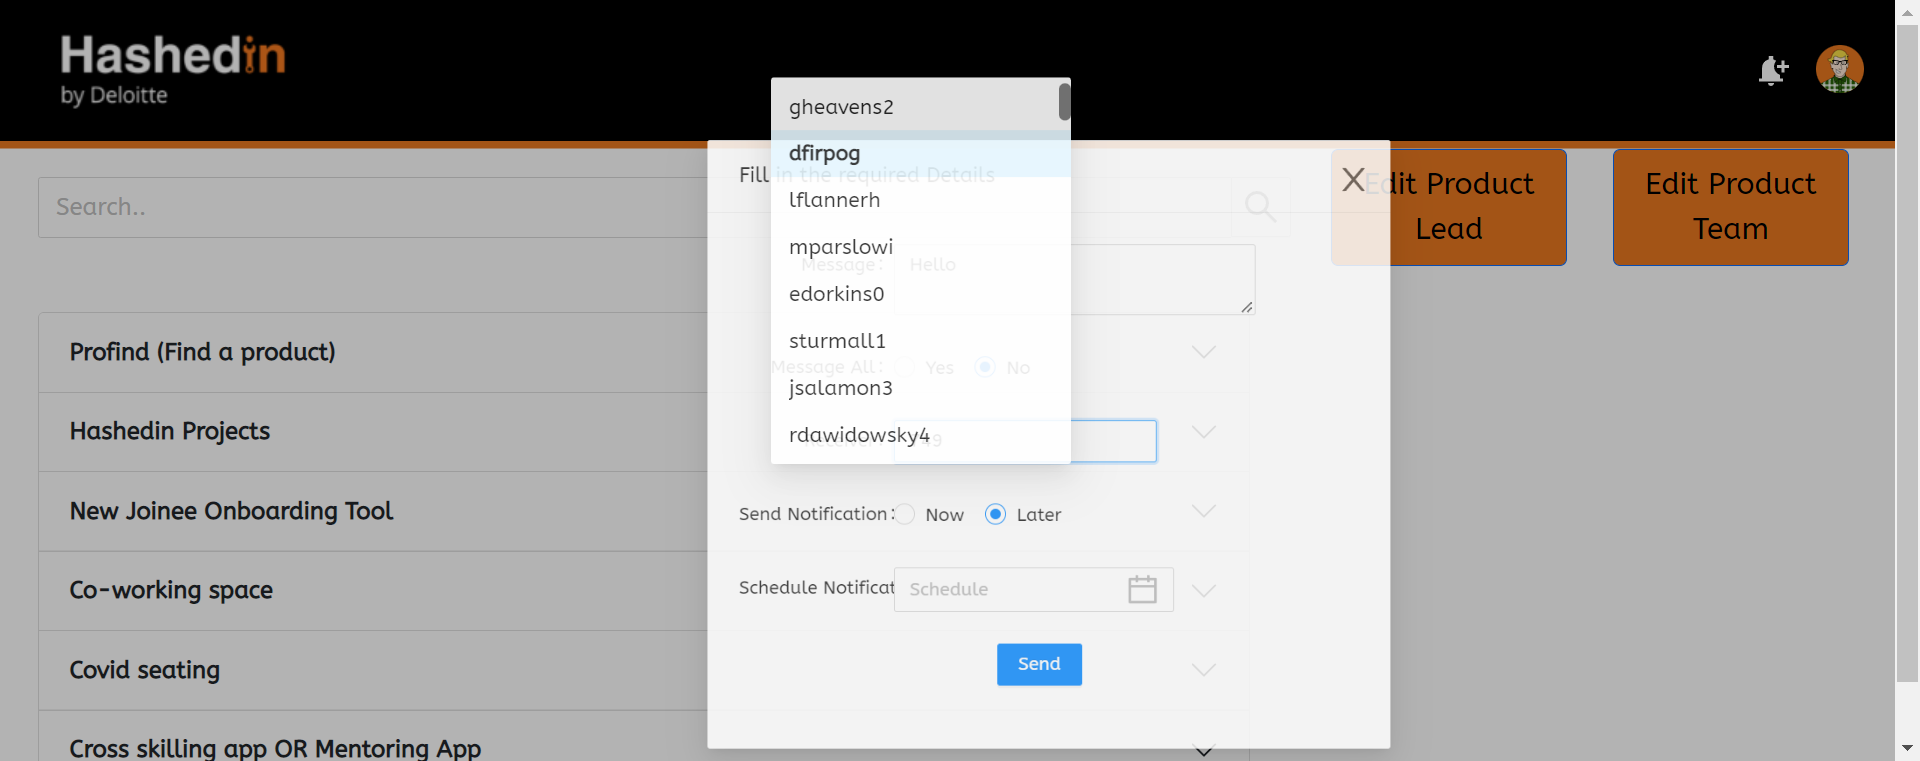 Hashedin
by Deloitte
gheavens2
dfirpog
lflannerh
mparslowi
edorkins0
sturmall1
jsalamon3
rdawidowsky4
Fill in the required Details
X
Edit Product
Lead
Edit Product
Team
Search..
Message:
Hello
Message All:
Yes
No
Send Notification:
Now
Later
Schedule Notificat
Schedule
Send
Profind (Find a product)
Hashedin Projects
New Joinee Onboarding Tool
Co-working space
Covid seating
Cross skilling app OR Mentoring App